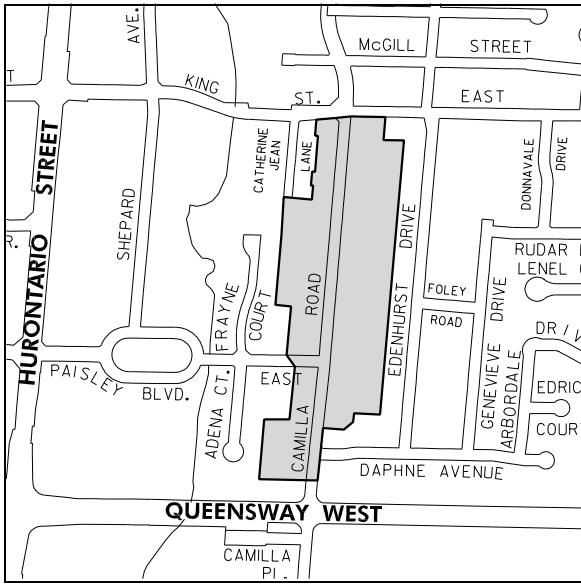 AVE.
McGILL STREET
T
KING ST. EAST
HURONTARIO STREET
SHEPARD
CATHERINE
JEAN
LANE
DONNAVALE
DRIVE
R.
RUDAR
LENEL
FRAYNE
COURT
CAMILLA ROAD
EDENHURST DRIVE
FOLEY
ROAD
GENEVIEVE DRIVE
ARBORDALE
DRIV
PAISLEY BLVD. EAST
ADENA CT.
EDRIC
COUR
DAPHNE AVENUE
QUEENSWAY WEST
CAMILLA
PL.